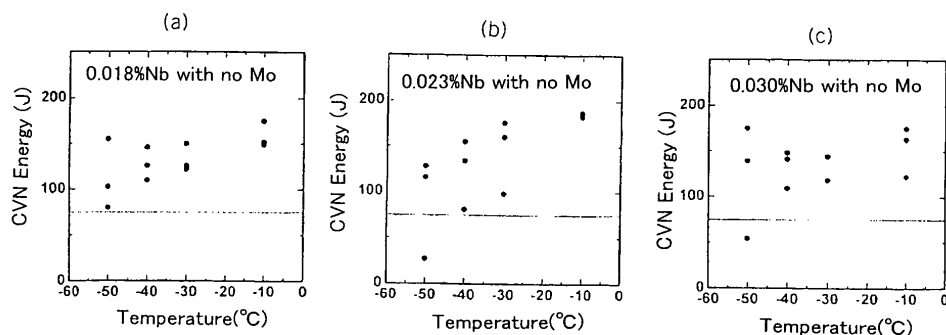 (a)
(b)
(c)
0.018%Nb with no Mo
0.023%Nb with no Mo
0.030%Nb with no Mo
CVN Energy (J)
200
100
0
-60 -50 -40 -30 -20 -10 0
Temperature(°C)
CVN Energy (J)
200
100
0
-60 -50 -40 -30 -20 -10 0
Temperature(°C)
CVN Energy (J)
200
100
0
-60 -50 -40 -30 -20 -10 0
Temperature(°C)